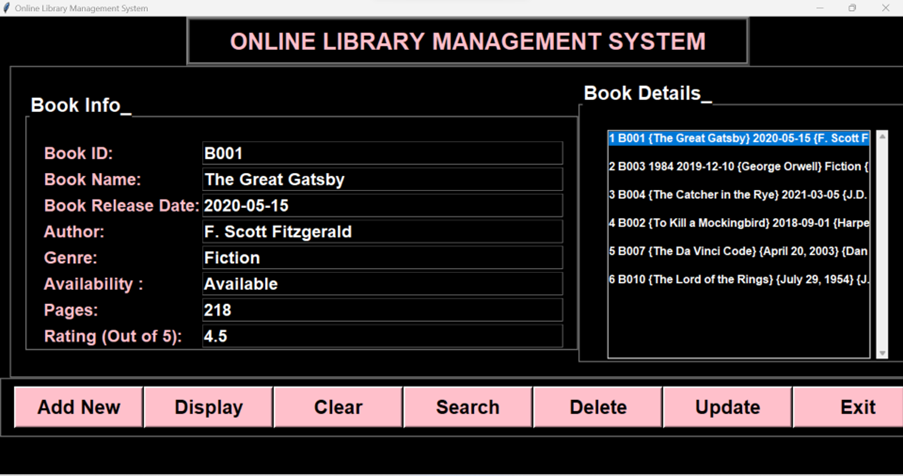 Online Library Management System
ONLINE LIBRARY MANAGEMENT SYSTEM
Book Info_
Book ID: B001
Book Name: The Great Gatsby
Book Release Date: 2020-05-15
Author: F. Scott Fitzgerald
Genre: Fiction
Availability : Available
Pages: 218
Rating (Out of 5): 4.5
Book Details_
1 B001 {The Great Gatsby} 2020-05-15 {F. Scott F
2 B003 1984 2019-12-10 {George Orwell} Fiction {
3 B004 {The Catcher in the Rye} 2021-03-05 {J.D.
4 B002 {To Kill a Mockingbird} 2018-09-01 {Harpe
5 B007 {The Da Vinci Code} {April 20, 2003} {Dan
6 B010 {The Lord of the Rings} {July 29, 1954} {J.
Add New Display Clear Search Delete Update Exit